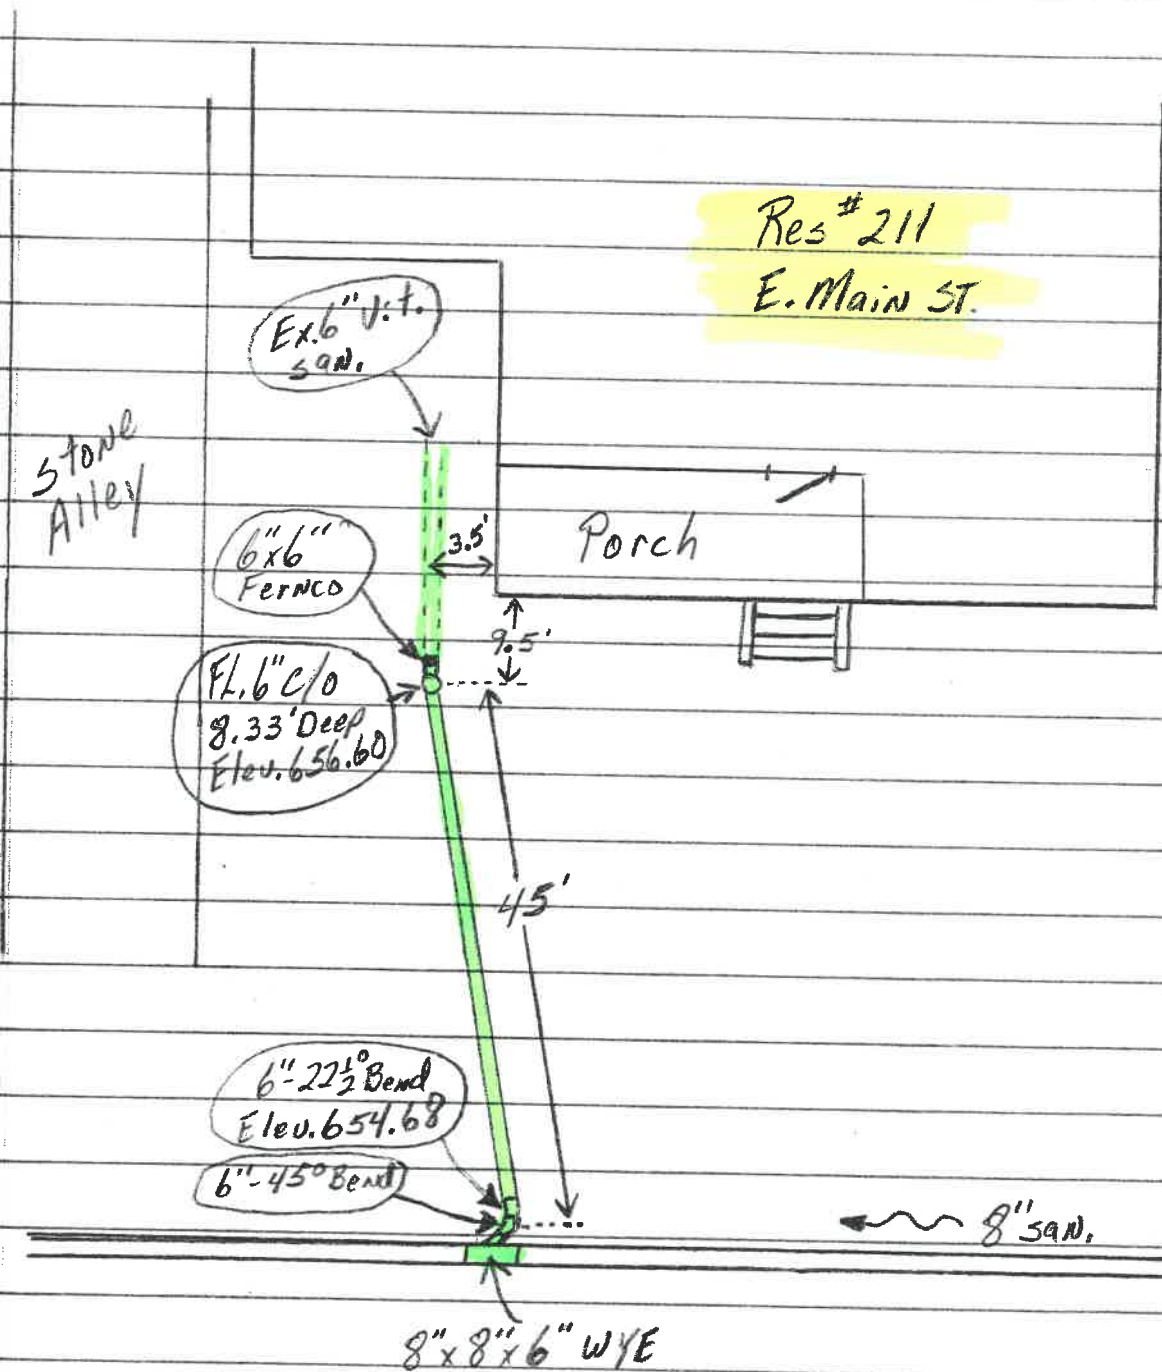 Res # 211
E. Main ST.
Ex. 6" V.t.
san.
Stone
Alley
6"x6"
Fernco
3.5'
Porch
9.5'
FL. 6" C/O
8.33' Deep
Elev. 656.60
45'
6"-22½° Bend
Elev. 654.68
6"-45° Bend
8" san.
8"x8"x6" WYE